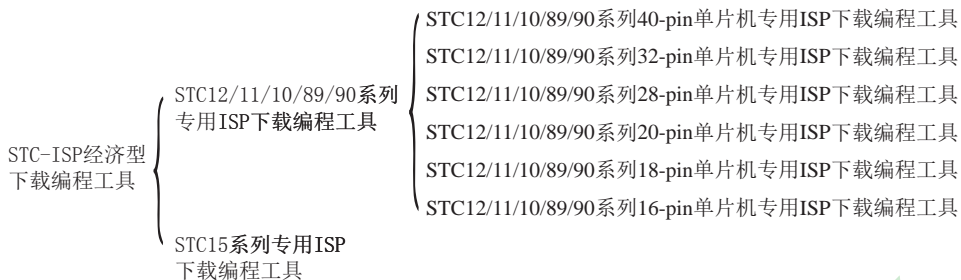 STC-ISP经济型
下载编程工具
STC12/11/10/89/90系列
专用ISP下载编程工具
STC12/11/10/89/90系列40-pin单片机专用ISP下载编程工具
STC12/11/10/89/90系列32-pin单片机专用ISP下载编程工具
STC12/11/10/89/90系列28-pin单片机专用ISP下载编程工具
STC12/11/10/89/90系列20-pin单片机专用ISP下载编程工具
STC12/11/10/89/90系列18-pin单片机专用ISP下载编程工具
STC12/11/10/89/90系列16-pin单片机专用ISP下载编程工具
STC15系列专用ISP
下载编程工具